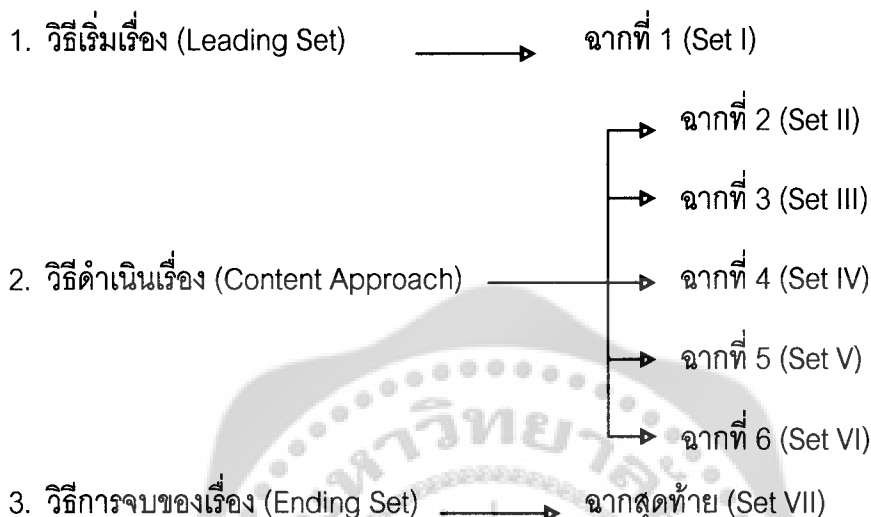 1. วิธีเริ่มเรื่อง (Leading Set) ฉากที่ 1 (Set I)
ฉากที่ 2 (Set II)
ฉากที่ 3 (Set III)
2. วิธีดำเนินเรื่อง (Content Approach) ฉากที่ 4 (Set IV)
ฉากที่ 5 (Set V)
ฉากที่ 6 (Set VI)
3. วิธีการจบของเรื่อง (Ending Set) ฉากสุดท้าย (Set VII)